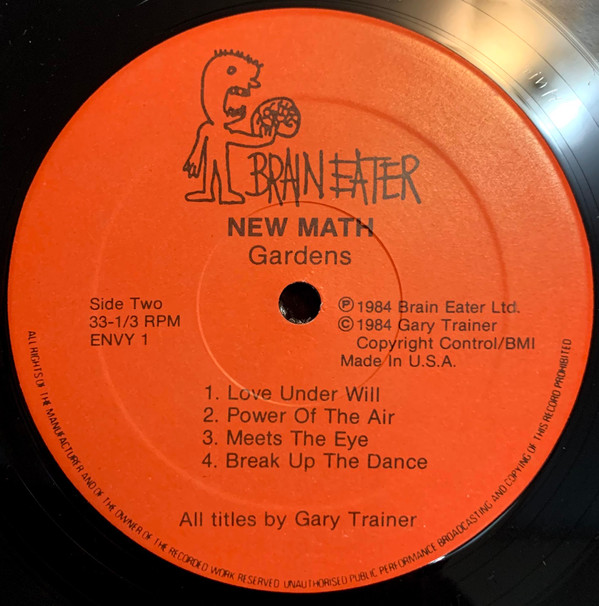 BRAIN EATER
NEW MATH
Gardens
Side Two
33-1/3 RPM
ENVY 1
℗ 1984 Brain Eater Ltd.
© 1984 Gary Trainer
Copyright Control/BMI
Made In U.S.A.
1. Love Under Will
2. Power Of The Air
3. Meets The Eye
4. Break Up The Dance
All titles by Gary Trainer
ALL RIGHTS OF THE MANUFACTURER AND OF THE OWNER OF THE RECORDED WORK RESERVED UNAUTHORISED PUBLIC PERFORMANCE BROADCASTING AND COPYING OF THIS RECORD PROHIBITED